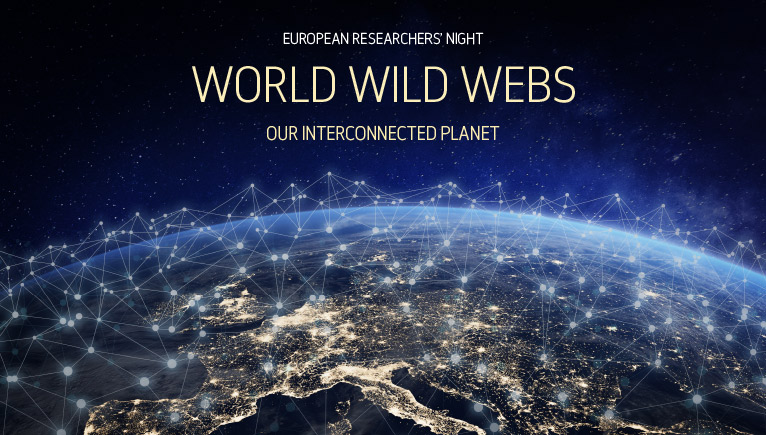 EUROPEAN RESEARCHERS' NIGHT
WORLD WILD WEBS
OUR INTERCONNECTED PLANET